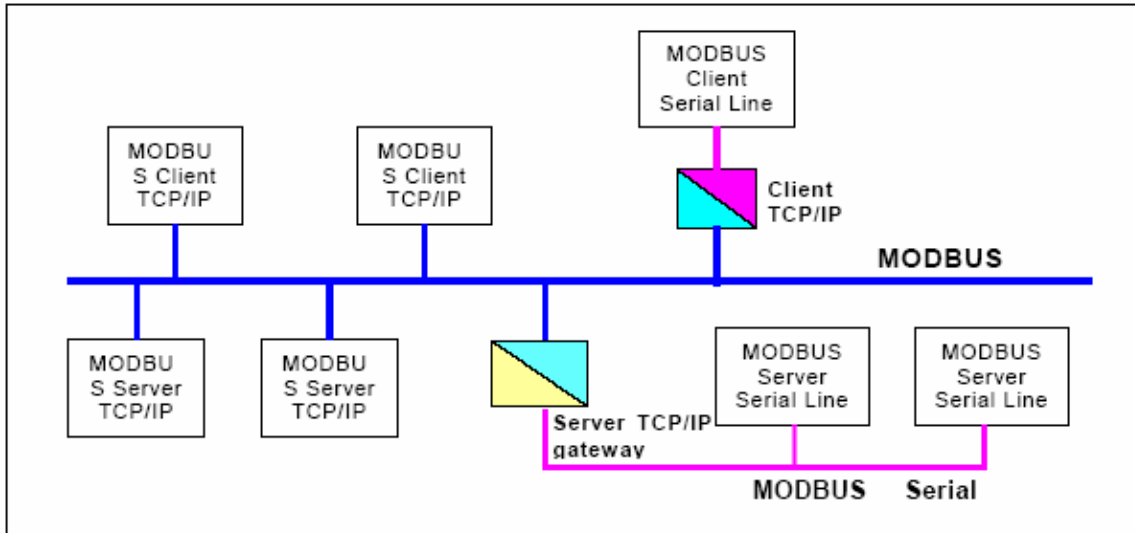 MODBUS
Client
Serial Line
MODBU
S Client
TCP/IP
MODBU
S Client
TCP/IP
Client
TCP/IP
MODBUS
MODBU
S Server
TCP/IP
MODBU
S Server
TCP/IP
Server TCP/IP
gateway
MODBUS
Server
Serial Line
MODBUS
Server
Serial Line
MODBUS Serial